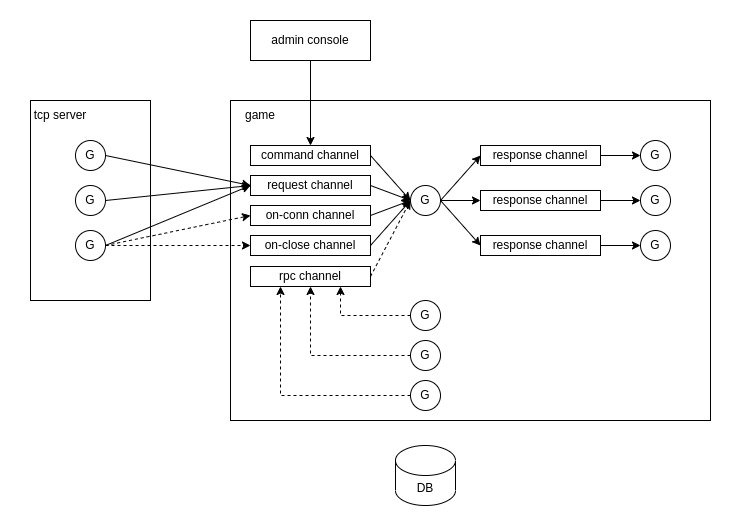 admin console
tcp server
game
G
command channel
response channel
G
request channel
G
G
response channel
G
on-conn channel
G
on-close channel
response channel
G
rpc channel
G
G
G
DB